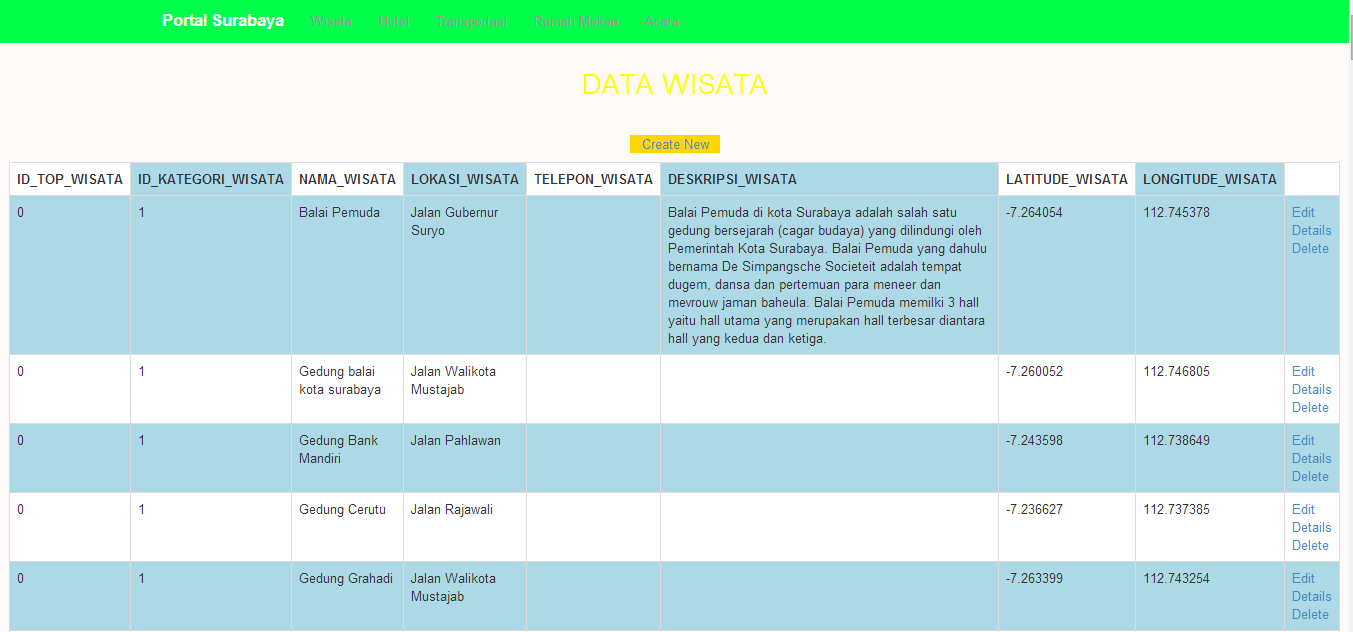 Portal Surabaya Wisata Hotel Transportasi Rumah Makan Acara
DATA WISATA
Create New
ID_TOP_WISATA ID_KATEGORI_WISATA NAMA_WISATA LOKASI_WISATA TELEPON_WISATA DESKRIPSI_WISATA LATITUDE_WISATA LONGITUDE_WISATA
0 1 Balai Pemuda Jalan Gubernur Balai Pemuda di kota Surabaya adalah salah satu -7.264054 112.745378 Edit
Suryo gedung bersejarah (cagar budaya) yang dilindungi oleh Details
Pemerintah Kota Surabaya. Balai Pemuda yang dahulu Delete
bernama De Simpangsche Societeit adalah tempat
dugem, dansa dan pertemuan para meneer dan
mevrouw jaman baheula. Balai Pemuda memilki 3 hall
yaitu hall utama yang merupakan hall terbesar diantara
hall yang kedua dan ketiga.
0 1 Gedung balai Jalan Walikota -7.260052 112.746805 Edit
kota surabaya Mustajab Details
Delete
0 1 Gedung Bank Jalan Pahlawan -7.243598 112.738649 Edit
Mandiri Details
Delete
0 1 Gedung Cerutu Jalan Rajawali -7.236627 112.737385 Edit
Details
Delete
0 1 Gedung Grahadi Jalan Walikota -7.263399 112.743254 Edit
Mustajab Details
Delete